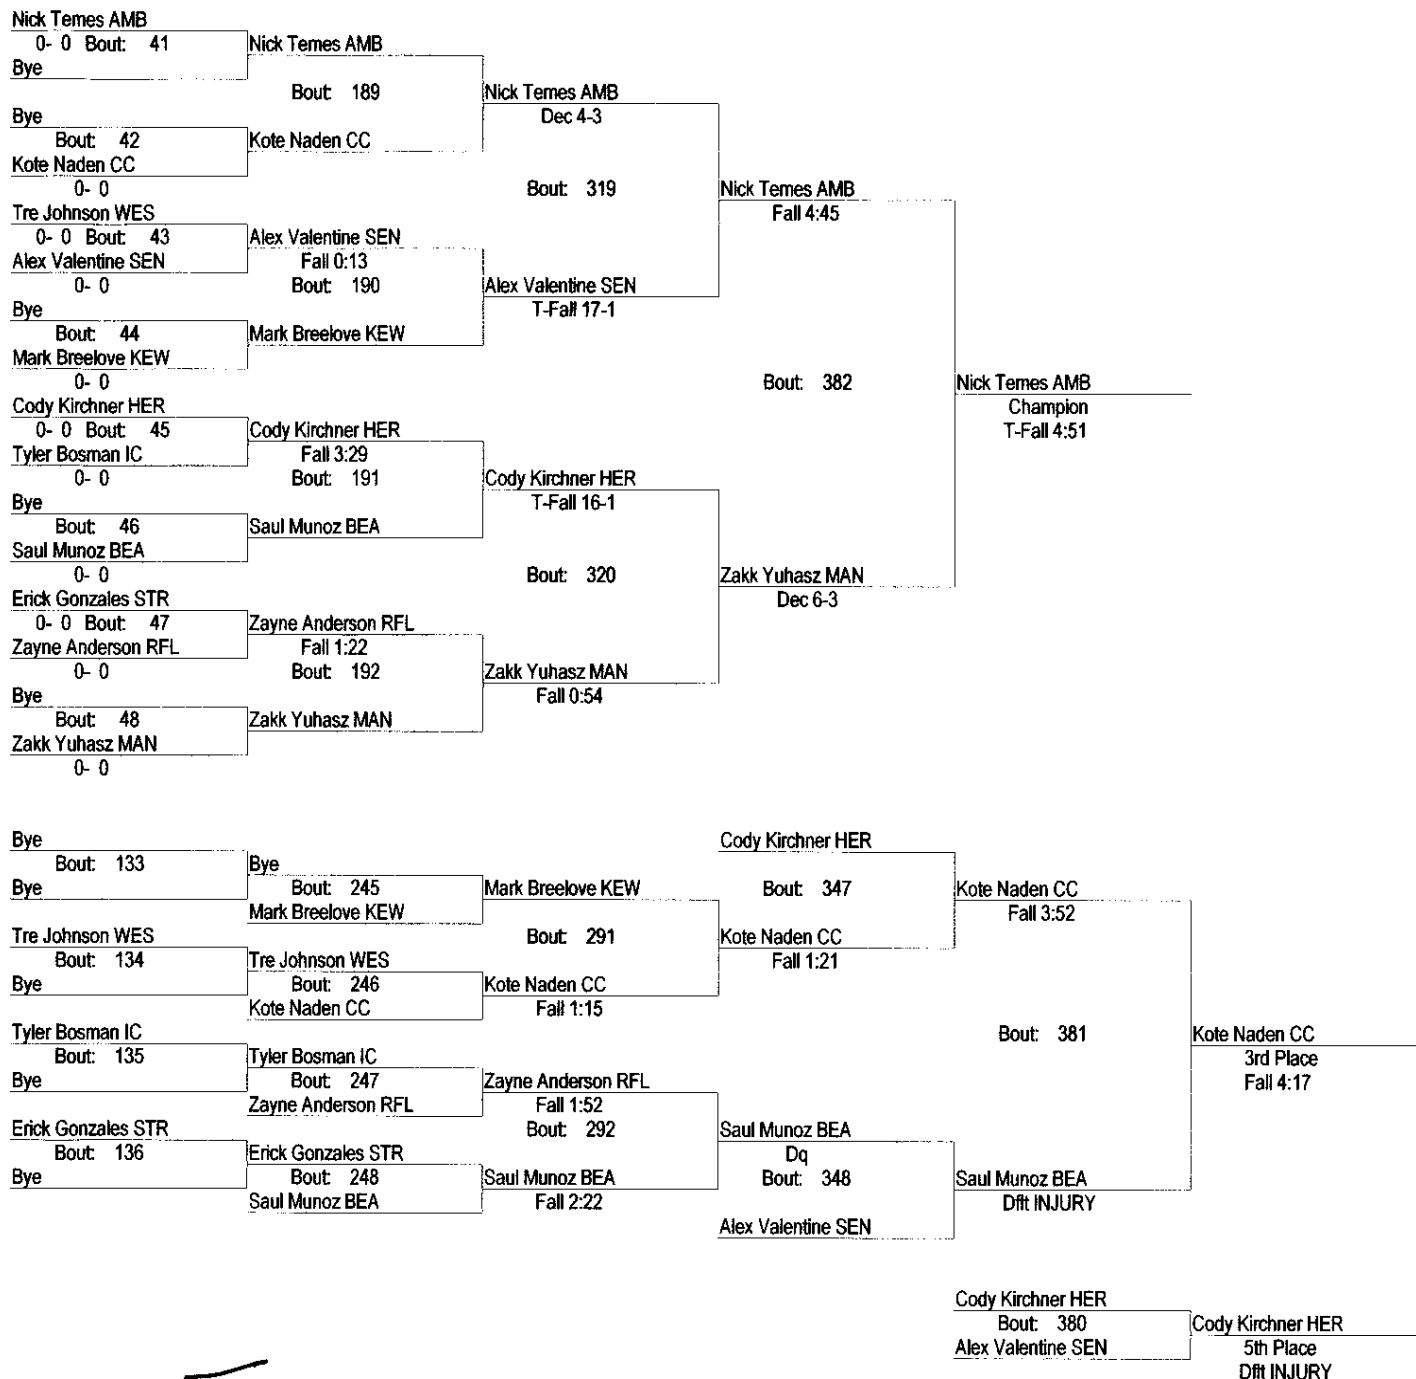 Nick Temes AMB
0- 0 Bout: 41 Nick Temes AMB
Bye
Bout: 189 Nick Temes AMB
Bye Dec 4-3
Bout: 42 Kote Naden CC
Kote Naden CC
0- 0 Bout: 319 Nick Temes AMB
Tre Johnson WES Fall 4:45
0- 0 Bout: 43 Alex Valentine SEN
Alex Valentine SEN Fall 0:13
0- 0 Bout: 190 Alex Valentine SEN
Bye T-Fall 17-1
Bout: 44 Mark Breelove KEW
Mark Breelove KEW
0- 0 Bout: 382 Nick Temes AMB
Cody Kirchner HER Champion
0- 0 Bout: 45 Cody Kirchner HER T-Fall 4:51
Tyler Bosman IC Fall 3:29
0- 0 Bout: 191 Cody Kirchner HER
Bye T-Fall 16-1
Bout: 46 Saul Munoz BEA
Saul Munoz BEA
0- 0 Bout: 320 Zakk Yuhasz MAN
Erick Gonzales STR Dec 6-3
0- 0 Bout: 47 Zayne Anderson RFL
Zayne Anderson RFL Fall 1:22
0- 0 Bout: 192 Zakk Yuhasz MAN
Bye Fall 0:54
Bout: 48 Zakk Yuhasz MAN
Zakk Yuhasz MAN
0- 0
Bye Cody Kirchner HER
Bout: 133 Bye
Bye Bout: 245 Mark Breelove KEW Bout: 347 Kote Naden CC
Mark Breelove KEW Fall 3:52
Tre Johnson WES Bout: 291 Kote Naden CC
Bout: 134 Tre Johnson WES Fall 1:21
Bye Bout: 246 Kote Naden CC
Kote Naden CC Fall 1:15
Tyler Bosman IC Bout: 381 Kote Naden CC
Bout: 135 Tyler Bosman IC 3rd Place
Bye Bout: 247 Zayne Anderson RFL Fall 4:17
Zayne Anderson RFL Fall 1:52
Erick Gonzales STR Bout: 292 Saul Munoz BEA
Bout: 136 Erick Gonzales STR Dq
Bye Bout: 248 Saul Munoz BEA Bout: 348 Saul Munoz BEA
Saul Munoz BEA Fall 2:22 Dflt INJURY
Alex Valentine SEN
Cody Kirchner HER
Bout: 380 Cody Kirchner HER
Alex Valentine SEN 5th Place
Dflt INJURY